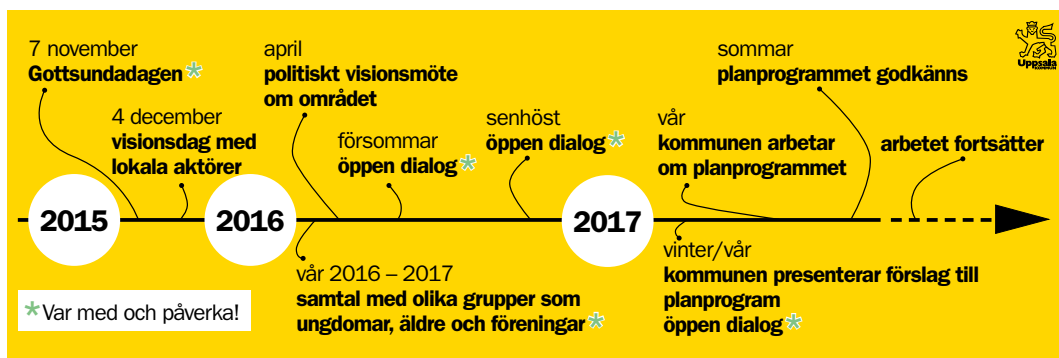 7 november
Gottsundadagen*
4 december
visionsdag med
lokala aktörer
april
politiskt visionsmöte
om området
försommar
öppen dialog*
senhöst
öppen dialog*
vår
kommunen arbetar
om planprogrammet
sommar
planprogrammet godkänns
arbetet fortsätter
Uppsala
KOMMUN
2015
2016
2017
vår 2016 – 2017
samtal med olika grupper som
ungdomar, äldre och föreningar*
vinter/vår
kommunen presenterar förslag till
planprogram
öppen dialog*
*Var med och påverka!